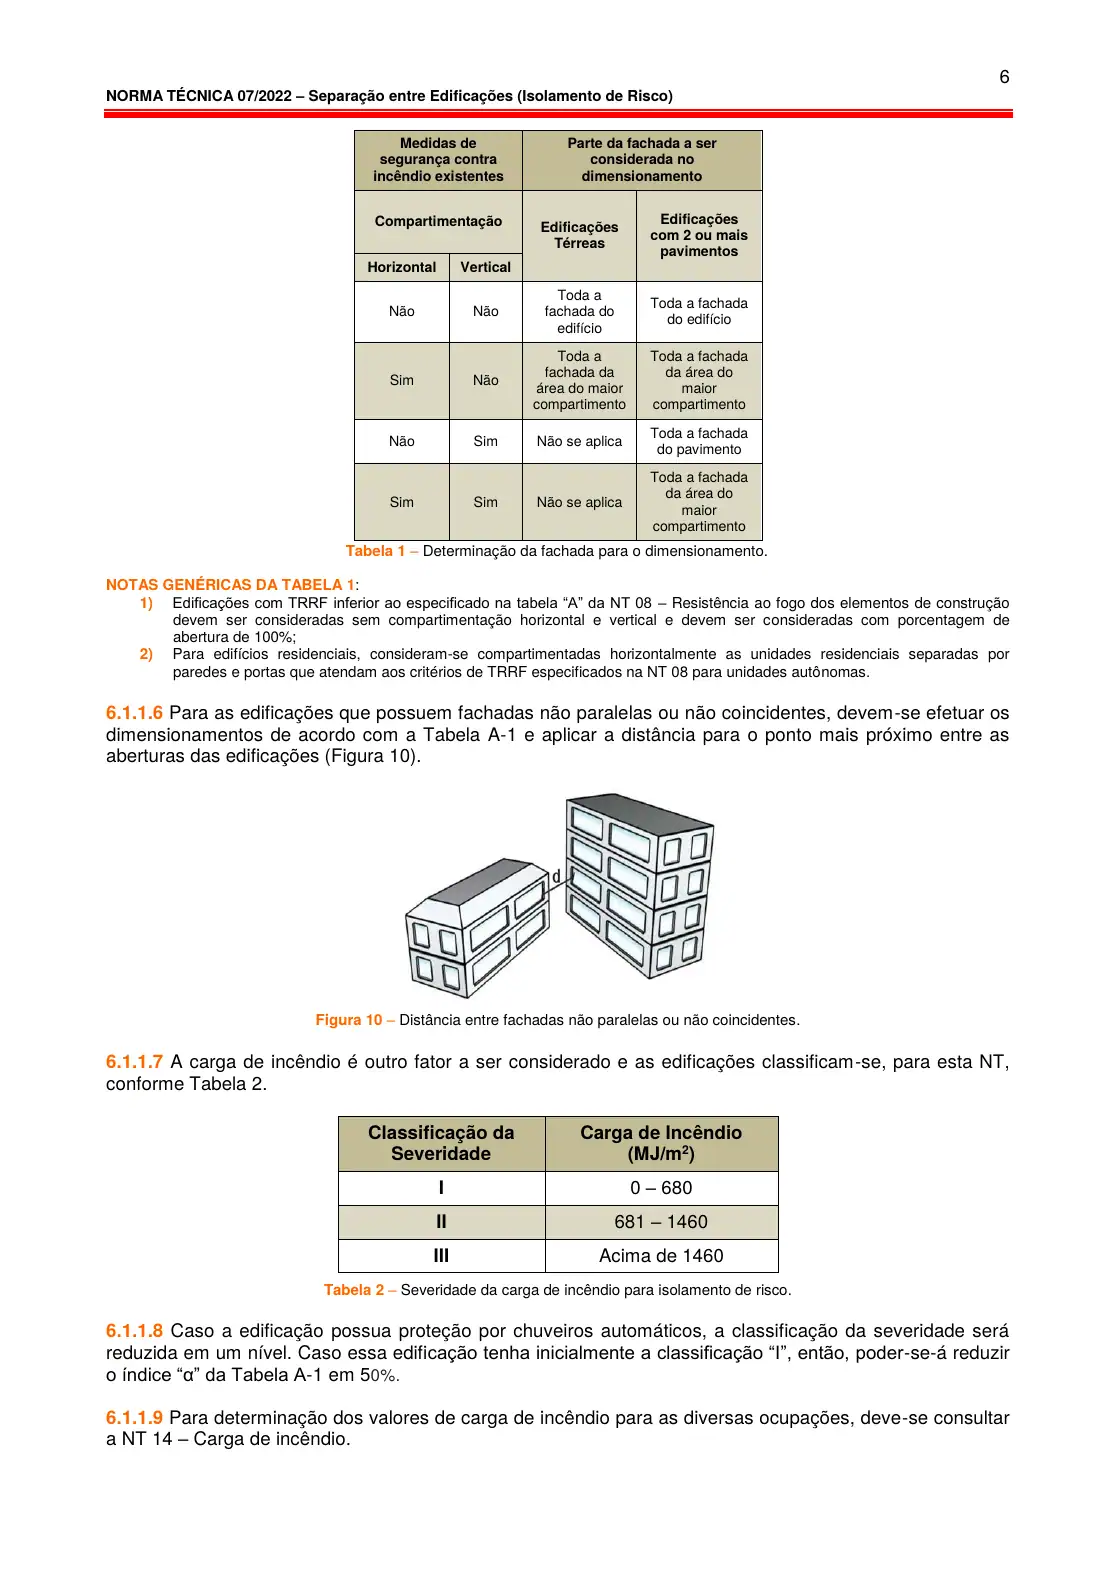 6
NORMA TÉCNICA 07/2022 – Separação entre Edificações (Isolamento de Risco)
Medidas de
segurança contra
incêndio existentes
Parte da fachada a ser
considerada no
dimensionamento
Compartimentação
Edificações
Térreas
Edificações
com 2 ou mais
pavimentos
Horizontal
Vertical
Não
Não
Toda a
fachada do
edifício
Toda a fachada
do edifício
Sim
Não
Toda a
fachada da
área do maior
compartimento
Toda a fachada
da área do
maior
compartimento
Não
Sim
Não se aplica
Toda a fachada
do pavimento
Sim
Sim
Não se aplica
Toda a fachada
da área do
maior
compartimento
Tabela 1 – Determinação da fachada para o dimensionamento.
NOTAS GENÉRICAS DA TABELA 1:
1) Edificações com TRRF inferior ao especificado na tabela “A” da NT 08 – Resistência ao fogo dos elementos de construção
devem ser consideradas sem compartimentação horizontal e vertical e devem ser consideradas com porcentagem de
abertura de 100%;
2) Para edifícios residenciais, consideram-se compartimentadas horizontalmente as unidades residenciais separadas por
paredes e portas que atendam aos critérios de TRRF especificados na NT 08 para unidades autônomas.
6.1.1.6 Para as edificações que possuem fachadas não paralelas ou não coincidentes, devem-se efetuar os
dimensionamentos de acordo com a Tabela A-1 e aplicar a distância para o ponto mais próximo entre as
aberturas das edificações (Figura 10).
d
Figura 10 – Distância entre fachadas não paralelas ou não coincidentes.
6.1.1.7 A carga de incêndio é outro fator a ser considerado e as edificações classificam-se, para esta NT,
conforme Tabela 2.
Classificação da
Severidade
Carga de Incêndio
(MJ/m²)
I
0 – 680
II
681 – 1460
III
Acima de 1460
Tabela 2 – Severidade da carga de incêndio para isolamento de risco.
6.1.1.8 Caso a edificação possua proteção por chuveiros automáticos, a classificação da severidade será
reduzida em um nível. Caso essa edificação tenha inicialmente a classificação “I”, então, poder-se-á reduzir
o índice “α” da Tabela A-1 em 50%.
6.1.1.9 Para determinação dos valores de carga de incêndio para as diversas ocupações, deve-se consultar
a NT 14 – Carga de incêndio.